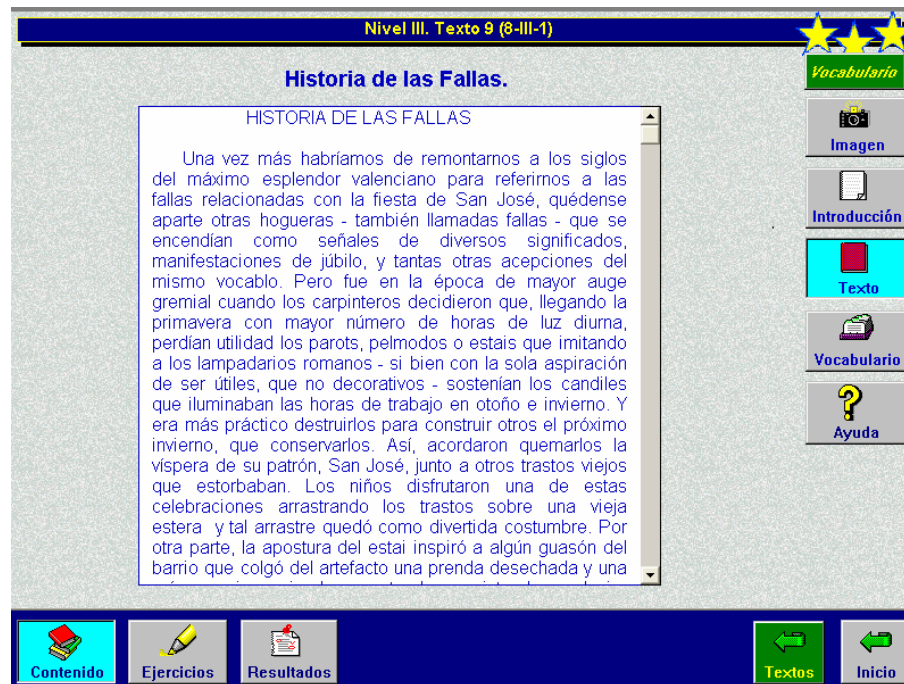 Nivel III. Texto 9 (8-III-1)
Historia de las Fallas.
HISTORIA DE LAS FALLAS
Una vez más habríamos de remontarnos a los siglos
del máximo esplendor valenciano para referirnos a las
fallas relacionadas con la fiesta de San José, quédense
aparte otras hogueras - también llamadas fallas - que se
encendían como señales de diversos significados,
manifestaciones de júbilo, y tantas otras acepciones del
mismo vocablo. Pero fue en la época de mayor auge
gremial cuando los carpinteros decidieron que, llegando la
primavera con mayor número de horas de luz diurna,
perdían utilidad los parots, pelmodos o estais que imitando
a los lampadarios romanos - si bien con la sola aspiración
de ser útiles, que no decorativos - sostenían los candiles
que iluminaban las horas de trabajo en otoño e invierno. Y
era más práctico destruirlos para construir otros el próximo
invierno, que conservarlos. Así, acordaron quemarlos la
víspera de su patrón, San José, junto a otros trastos viejos
que estorbaban. Los niños disfrutaron una de estas
celebraciones arrastrando los trastos sobre una vieja
estera y tal arrastre quedó como divertida costumbre. Por
otra parte, la apostura del estai inspiró a algún guasón del
barrio que colgó del artefacto una prenda desechada y una
Vocabulario
Imagen
Introducción
Texto
Vocabulario
Ayuda
Contenido
Ejercicios
Resultados
Textos
Inicio